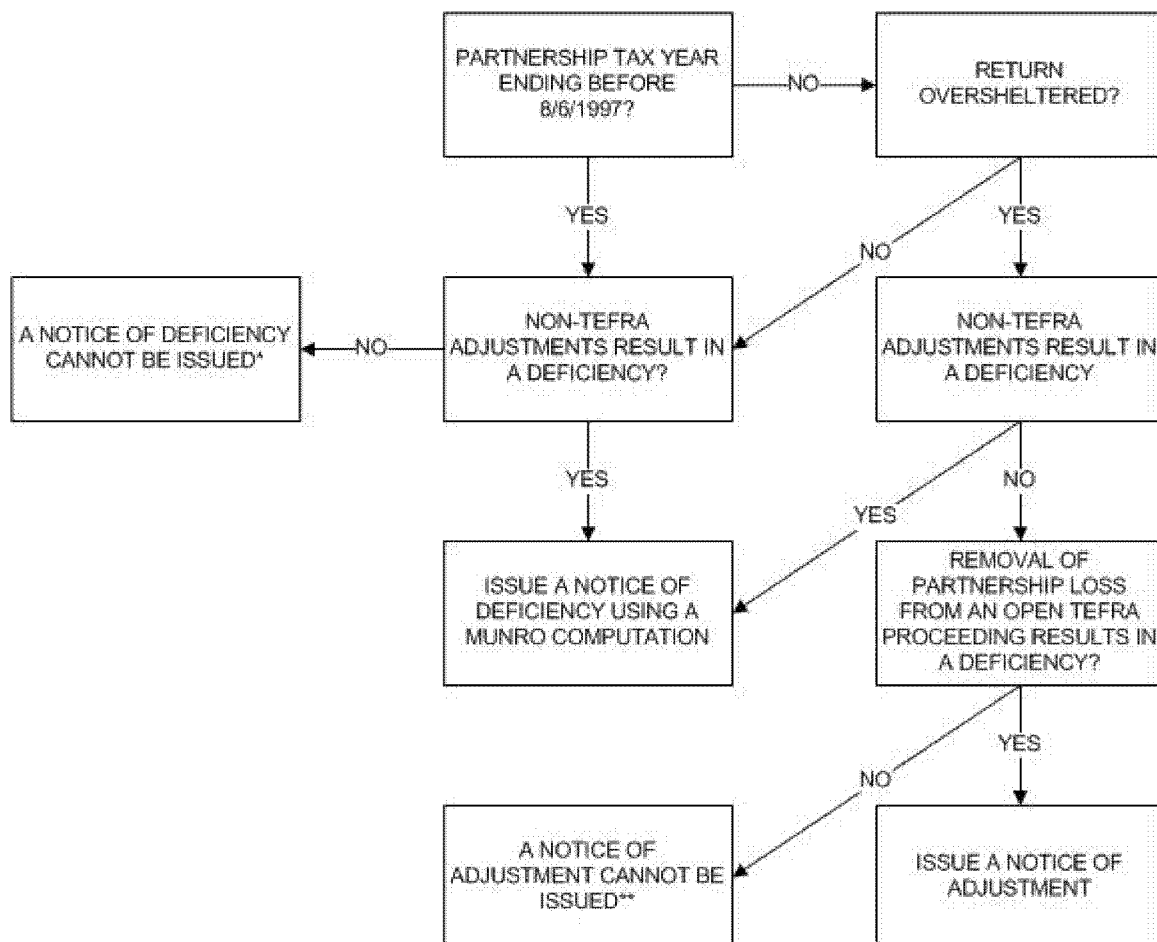 PARTNERSHIP TAX YEAR
ENDING BEFORE
8/6/1997?
NO
RETURN
OVERSHELTERED?
YES
NO
YES
A NOTICE OF DEFICIENCY
CANNOT BE ISSUED*
NO
NON-TEFRA
ADJUSTMENTS RESULT IN
A DEFICIENCY?
NON-TEFRA
ADJUSTMENTS RESULT IN
A DEFICIENCY
YES
YES
NO
ISSUE A NOTICE OF
DEFICIENCY USING A
MUNRO COMPUTATION
REMOVAL OF
PARTNERSHIP LOSS
FROM AN OPEN TEFRA
PROCEEDING RESULTS IN
A DEFICIENCY?
NO
YES
A NOTICE OF
ADJUSTMENT CANNOT BE
ISSUED**
ISSUE A NOTICE OF
ADJUSTMENT